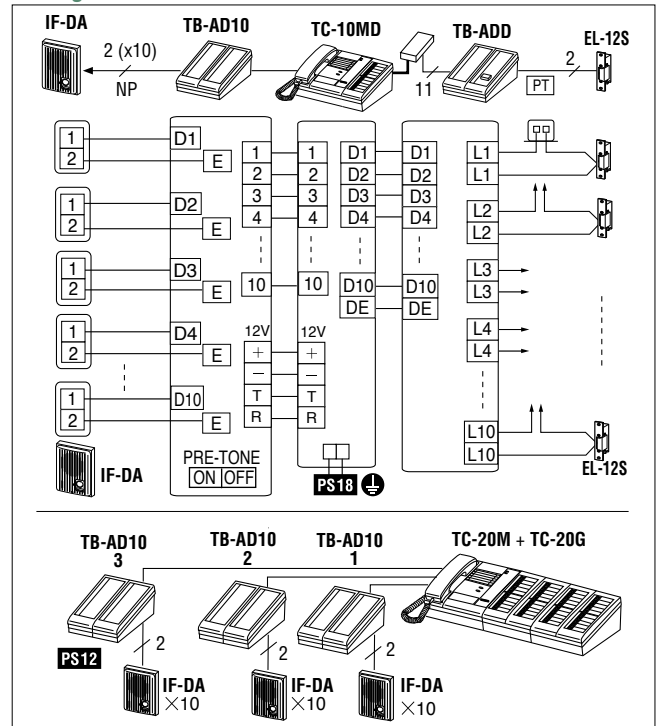 IF-DA TB-AD10 TC-10MD TB-ADD EL-12S
2 (x10) NP 11 PT 2
1 D1 1 1 D1 D1 L1
2 E 2 2 D2 D2 L1
1 D2 3 3 D3 D3 L2
2 E 4 4 D4 D4 L2
1 D3 10 10 D10 D10 L3
2 E DE DE L3
1 D4 12V 12V L4
2 E + + L4
− −
1 D10 T T
2 E R R L10
L10
PRE-TONE
ON OFF
IF-DA PS18 EL-12S
TB-AD10 TB-AD10 TB-AD10 TC-20M + TC-20G
3 2 1
PS12 2 2 2
IF-DA IF-DA IF-DA
×10 ×10 ×10